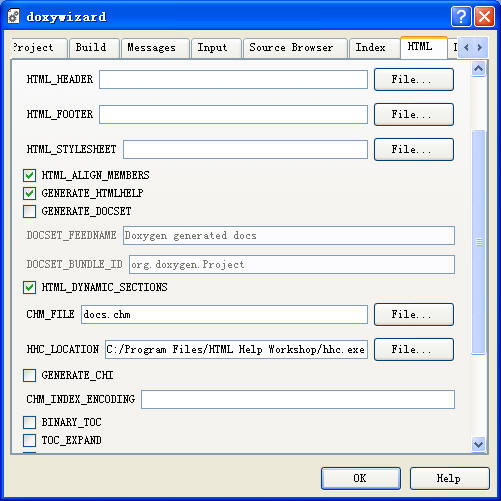 doxywizard
Project Build Messages Input Source Browser Index HTML
HTML_HEADER File...
HTML_FOOTER File...
HTML_STYLESHEET File...
HTML_ALIGN_MEMBERS
GENERATE_HTMLHELP
GENERATE_DOCSET
DOCSET_FEEDNAME Doxygen generated docs
DOCSET_BUNDLE_ID org.doxygen.Project
HTML_DYNAMIC_SECTIONS
CHM_FILE docs.chm File...
HHC_LOCATION C:/Program Files/HTML Help Workshop/hhc.exe File...
GENERATE_CHI
CHM_INDEX_ENCODING
BINARY_TOC
TOC_EXPAND
OK Help